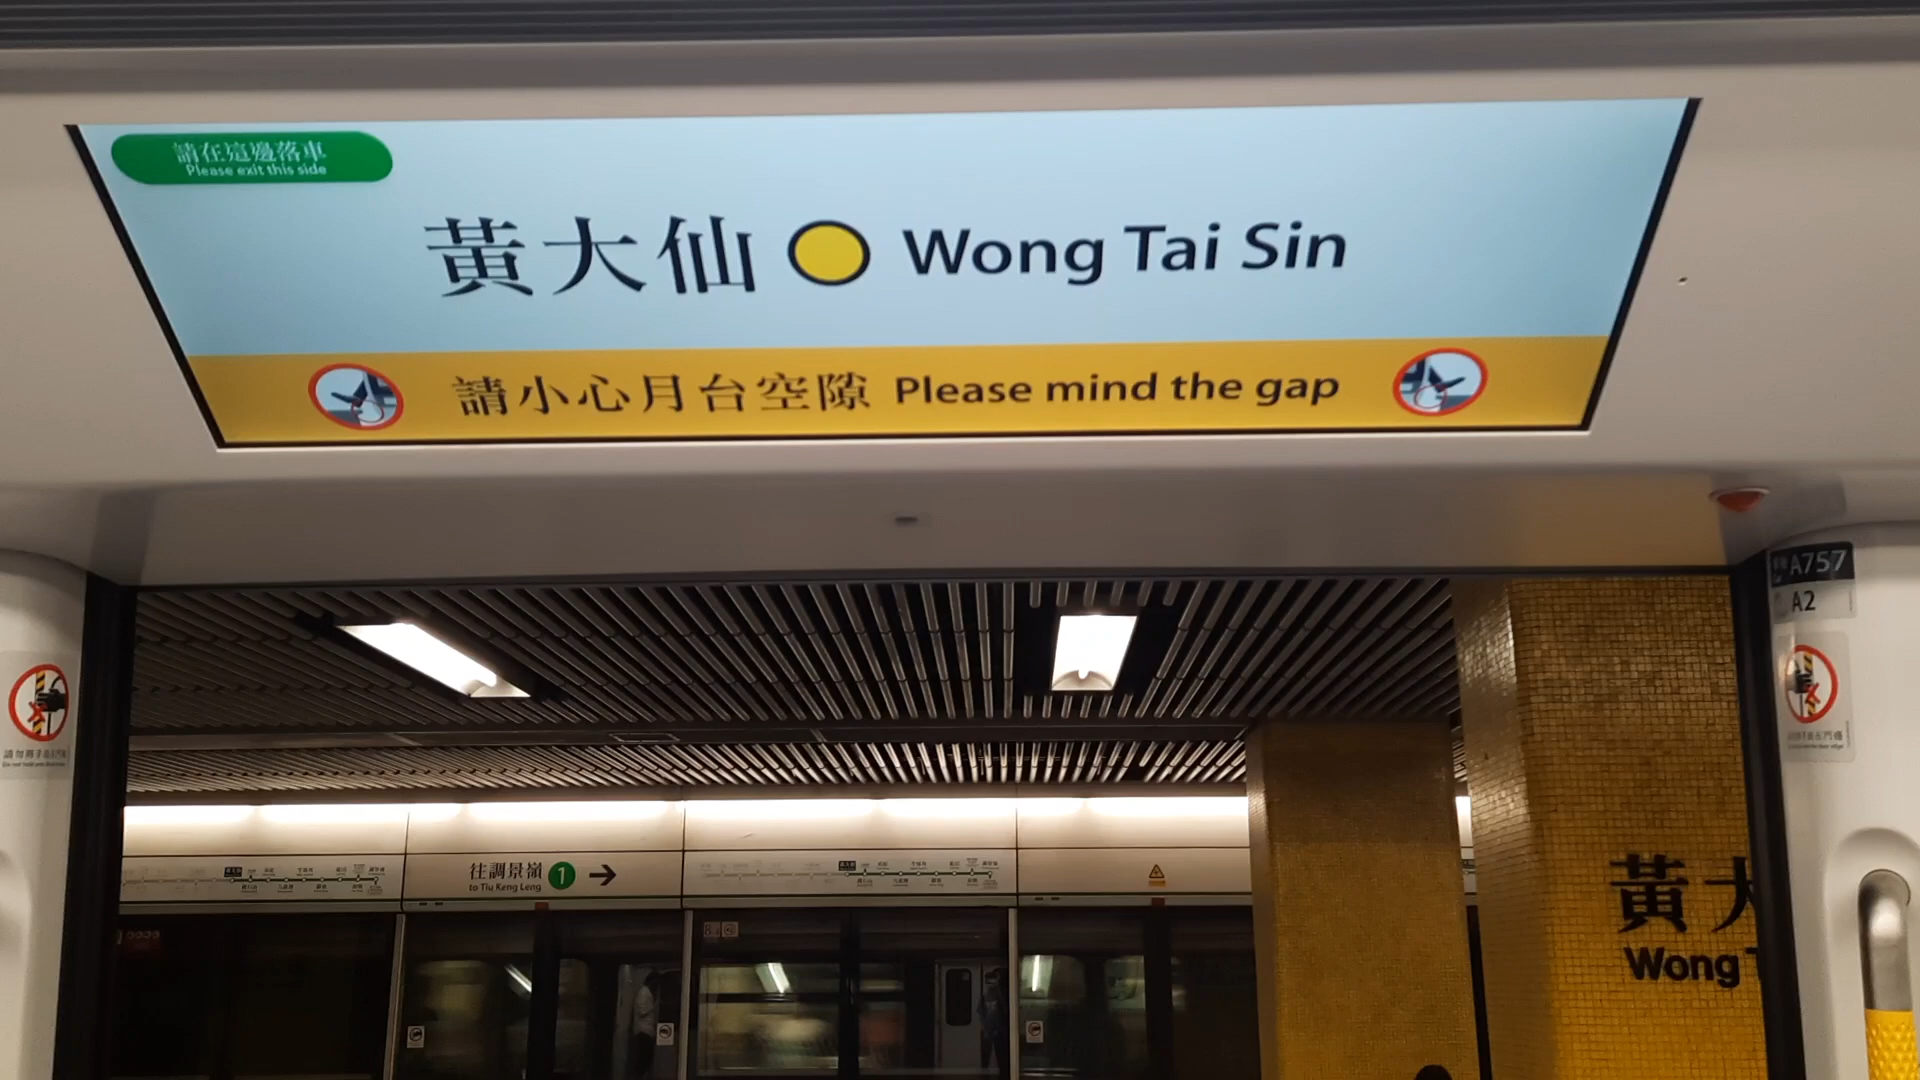 請在這邊落車
Please exit this side
黃大仙 Wong Tai Sin
請小心月台空隙 Please mind the gap
A757
A2
往調景嶺
to Tiu Keng Leng
1
黃大
Wong T